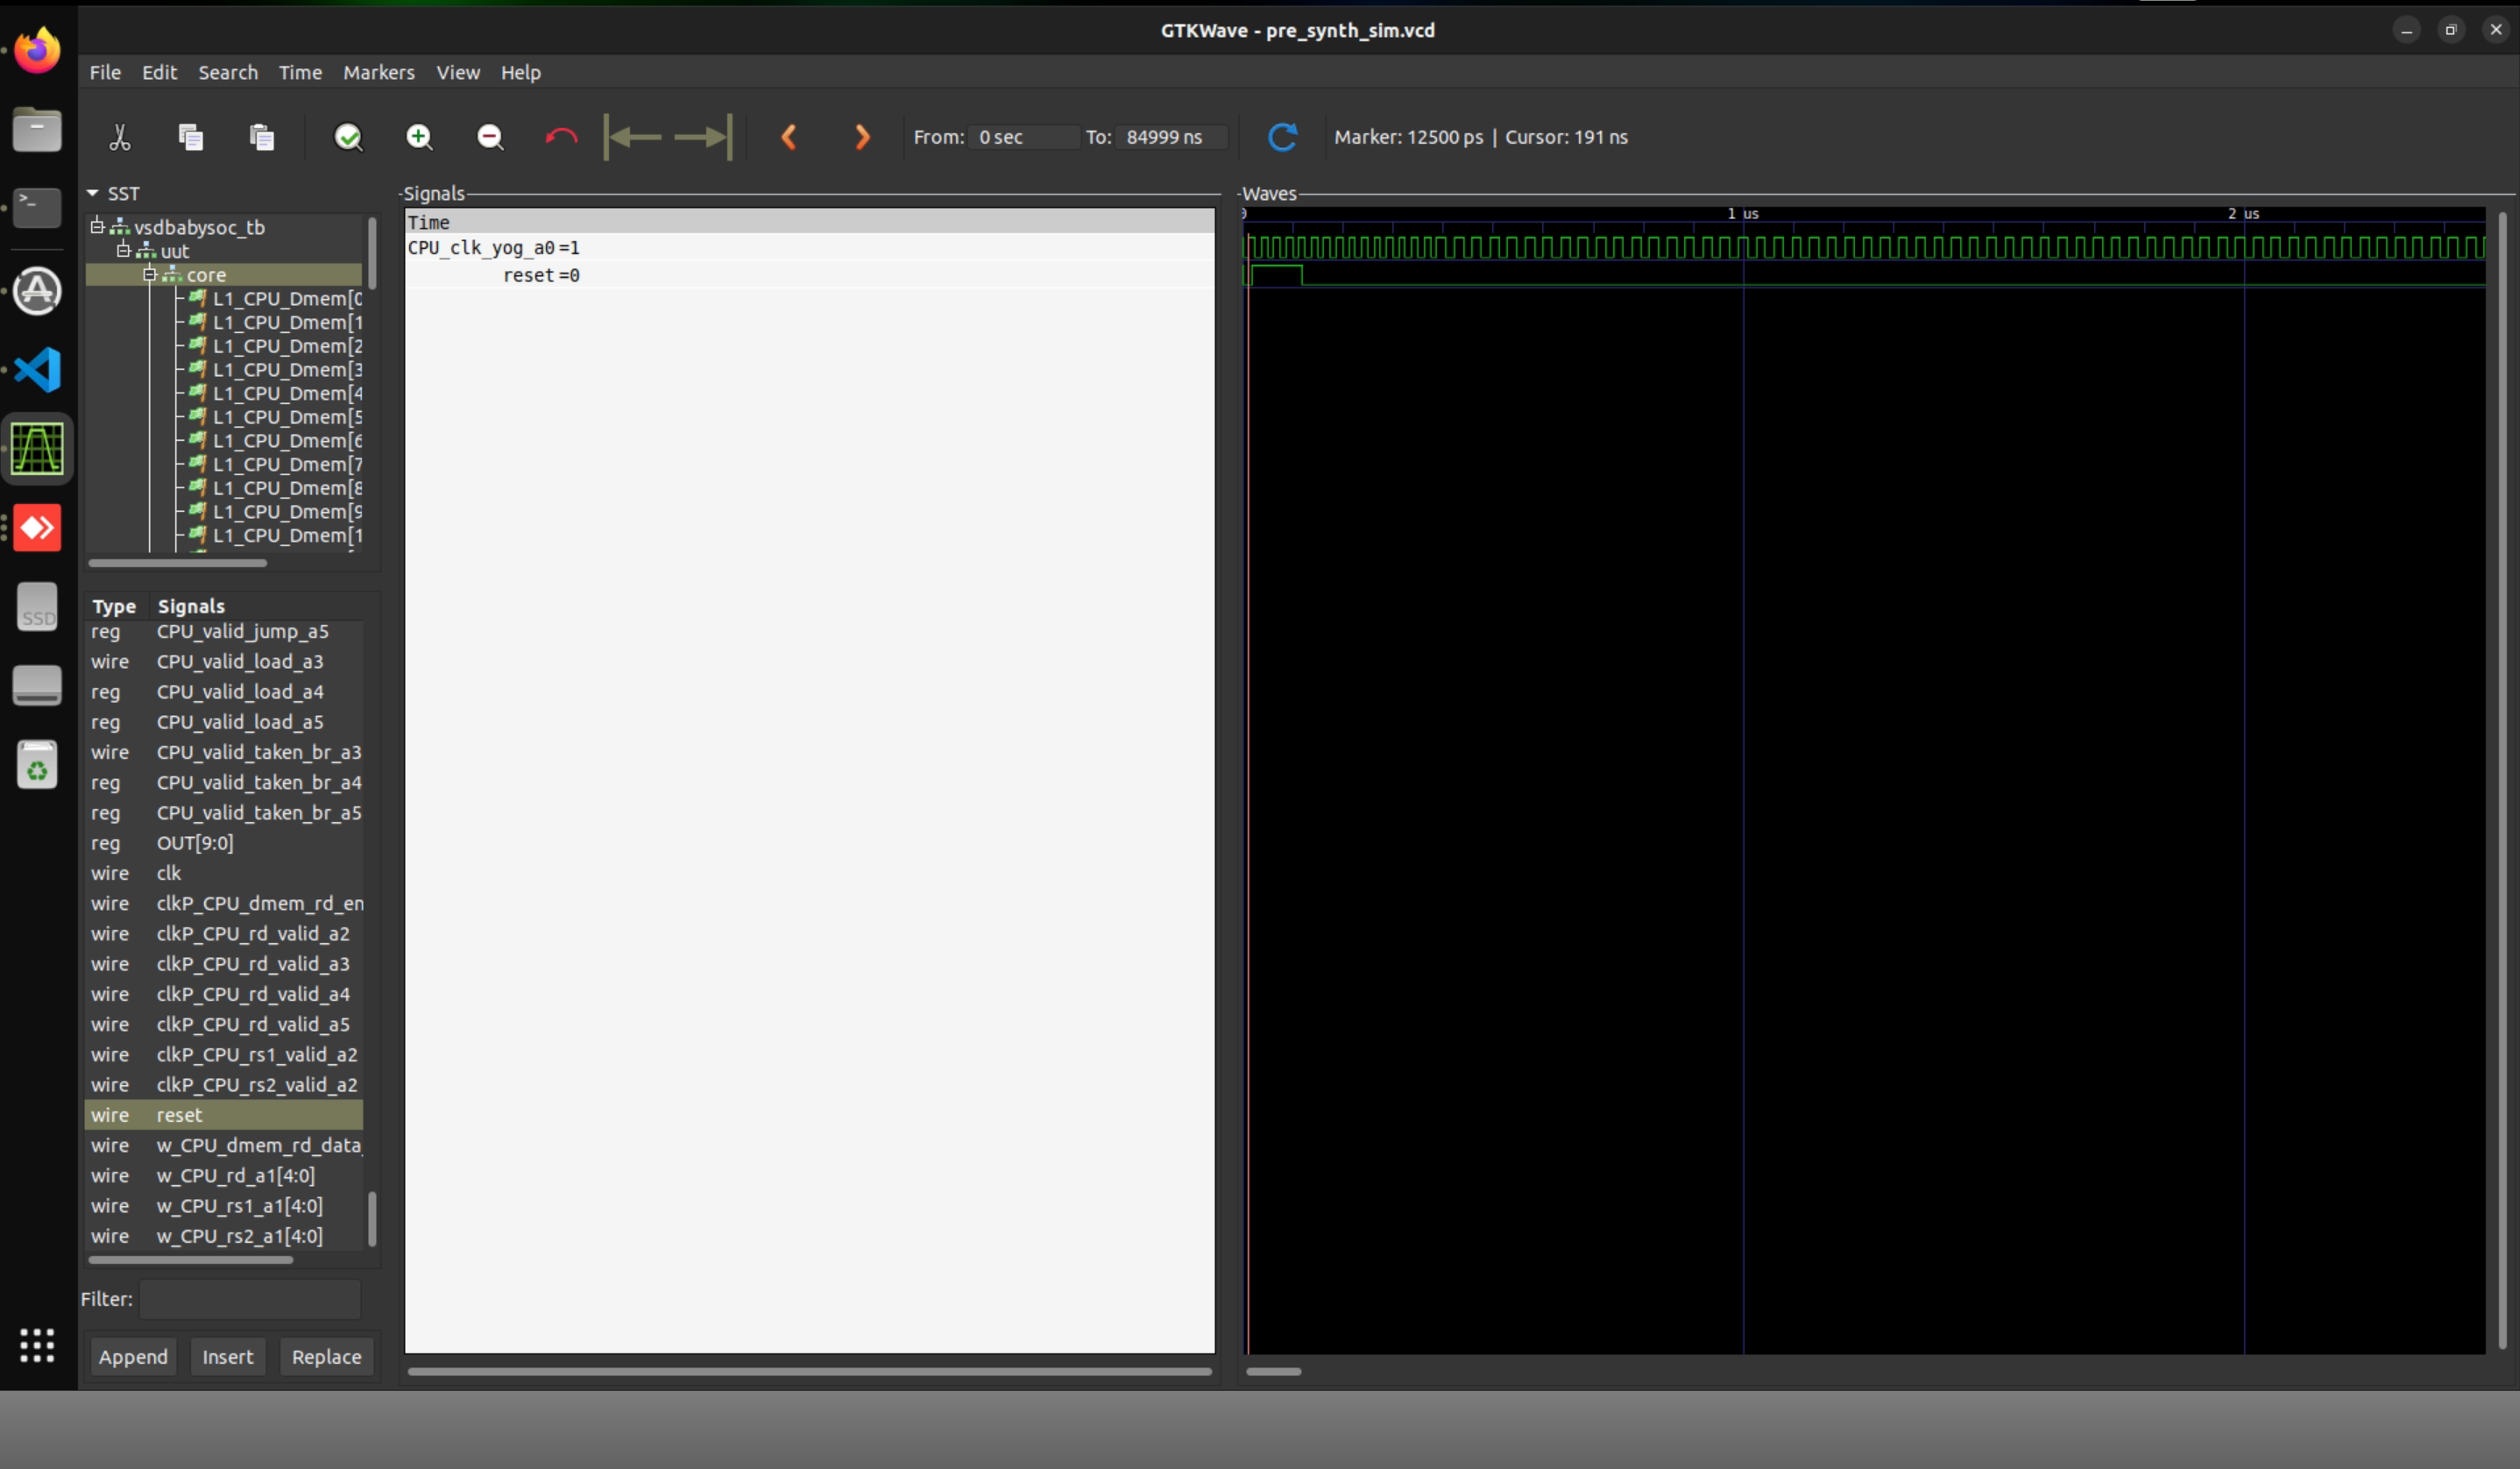 GTKWave - pre_synth_sim.vcd
File Edit Search Time Markers View Help
From: 0 sec To: 84999 ns Marker: 12500 ps | Cursor: 191 ns
SST
vsdbabysoc_tb
uut
core
L1_CPU_Dmem[0
L1_CPU_Dmem[1
L1_CPU_Dmem[2
L1_CPU_Dmem[3
L1_CPU_Dmem[4
L1_CPU_Dmem[5
L1_CPU_Dmem[6
L1_CPU_Dmem[7
L1_CPU_Dmem[8
L1_CPU_Dmem[9
L1_CPU_Dmem[1
Type Signals
reg CPU_valid_jump_a5
wire CPU_valid_load_a3
reg CPU_valid_load_a4
reg CPU_valid_load_a5
wire CPU_valid_taken_br_a3
reg CPU_valid_taken_br_a4
reg CPU_valid_taken_br_a5
reg OUT[9:0]
wire clk
wire clkP_CPU_dmem_rd_en
wire clkP_CPU_rd_valid_a2
wire clkP_CPU_rd_valid_a3
wire clkP_CPU_rd_valid_a4
wire clkP_CPU_rd_valid_a5
wire clkP_CPU_rs1_valid_a2
wire clkP_CPU_rs2_valid_a2
wire reset
wire w_CPU_dmem_rd_data_
wire w_CPU_rd_a1[4:0]
wire w_CPU_rs1_a1[4:0]
wire w_CPU_rs2_a1[4:0]
Filter:
Append Insert Replace
Signals
Time
CPU_clk_yog_a0=1
reset=0
Waves
0 1 us 2 us
SSD